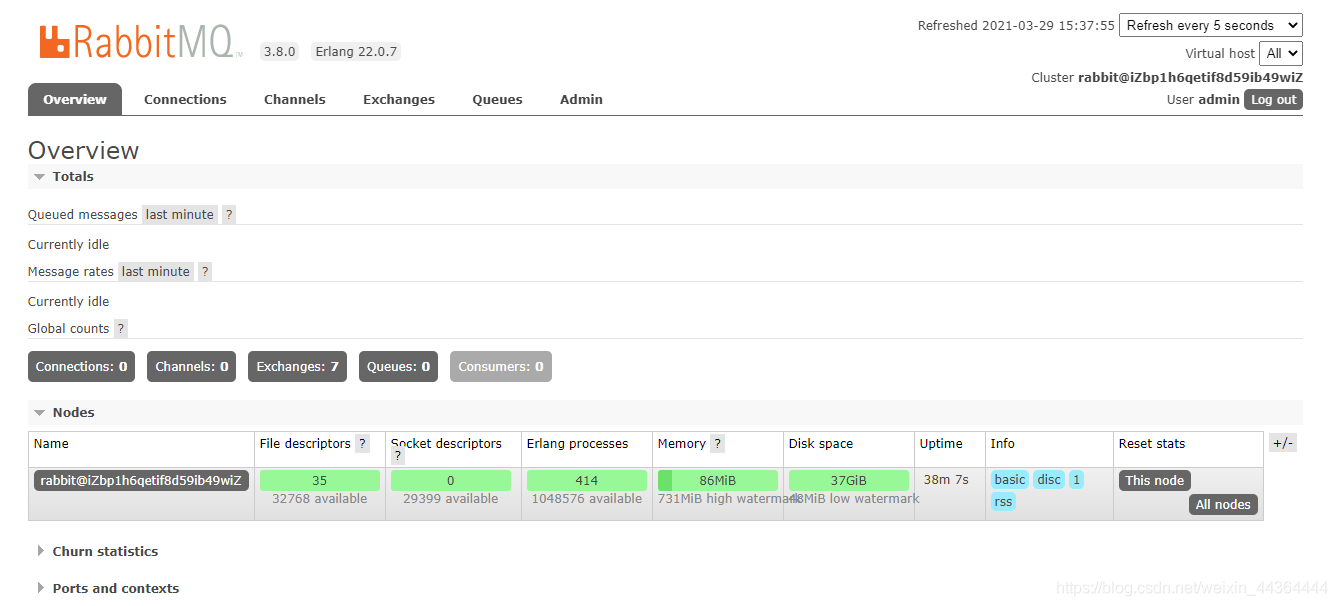 RabbitMQ TM 3.8.0 Erlang 22.0.7
Refreshed 2021-03-29 15:37:55 Refresh every 5 seconds
Virtual host All
Cluster rabbit@iZbp1h6qetif8d59ib49wiZ
User admin Log out
Overview Connections Channels Exchanges Queues Admin
Overview
Totals
Queued messages last minute ?
Currently idle
Message rates last minute ?
Currently idle
Global counts ?
Connections: 0 Channels: 0 Exchanges: 7 Queues: 0 Consumers: 0
Nodes
Name File descriptors ? Socket descriptors ? Erlang processes Memory ? Disk space Uptime Info Reset stats +/-
rabbit@iZbp1h6qetif8d59ib49wiZ 35 0 414 86MiB 37GiB 38m 7s basic disc 1 This node
32768 available 29399 available 1048576 available 731MiB high watermark 48MiB low watermark rss All nodes
Churn statistics
Ports and contexts
https://blog.csdn.net/weixin_44364444